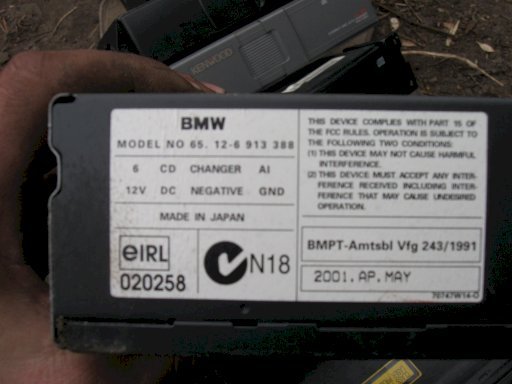 KENWOOD
BMW
MODEL NO 65. 12-6 913 388
6 CD CHANGER AI
12V DC NEGATIVE GND
MADE IN JAPAN
eIRL
020258
N18
THIS DEVICE COMPLIES WITH PART 15 OF
THE FCC RULES. OPERATION IS SUBJECT TO
THE FOLLOWING TWO CONDITIONS:
(1) THIS DEVICE MAY NOT CAUSE HARMFUL
INTERFERENCE.
(2) THIS DEVICE MUST ACCEPT ANY INTER-
FERENCE RECEIVED INCLUDING INTER-
FERENCE THAT MAY CAUSE UNDESIRED
OPERATION.
BMPT-Amtsbl Vfg 243/1991
2001.AP.MAY
76747W14-O